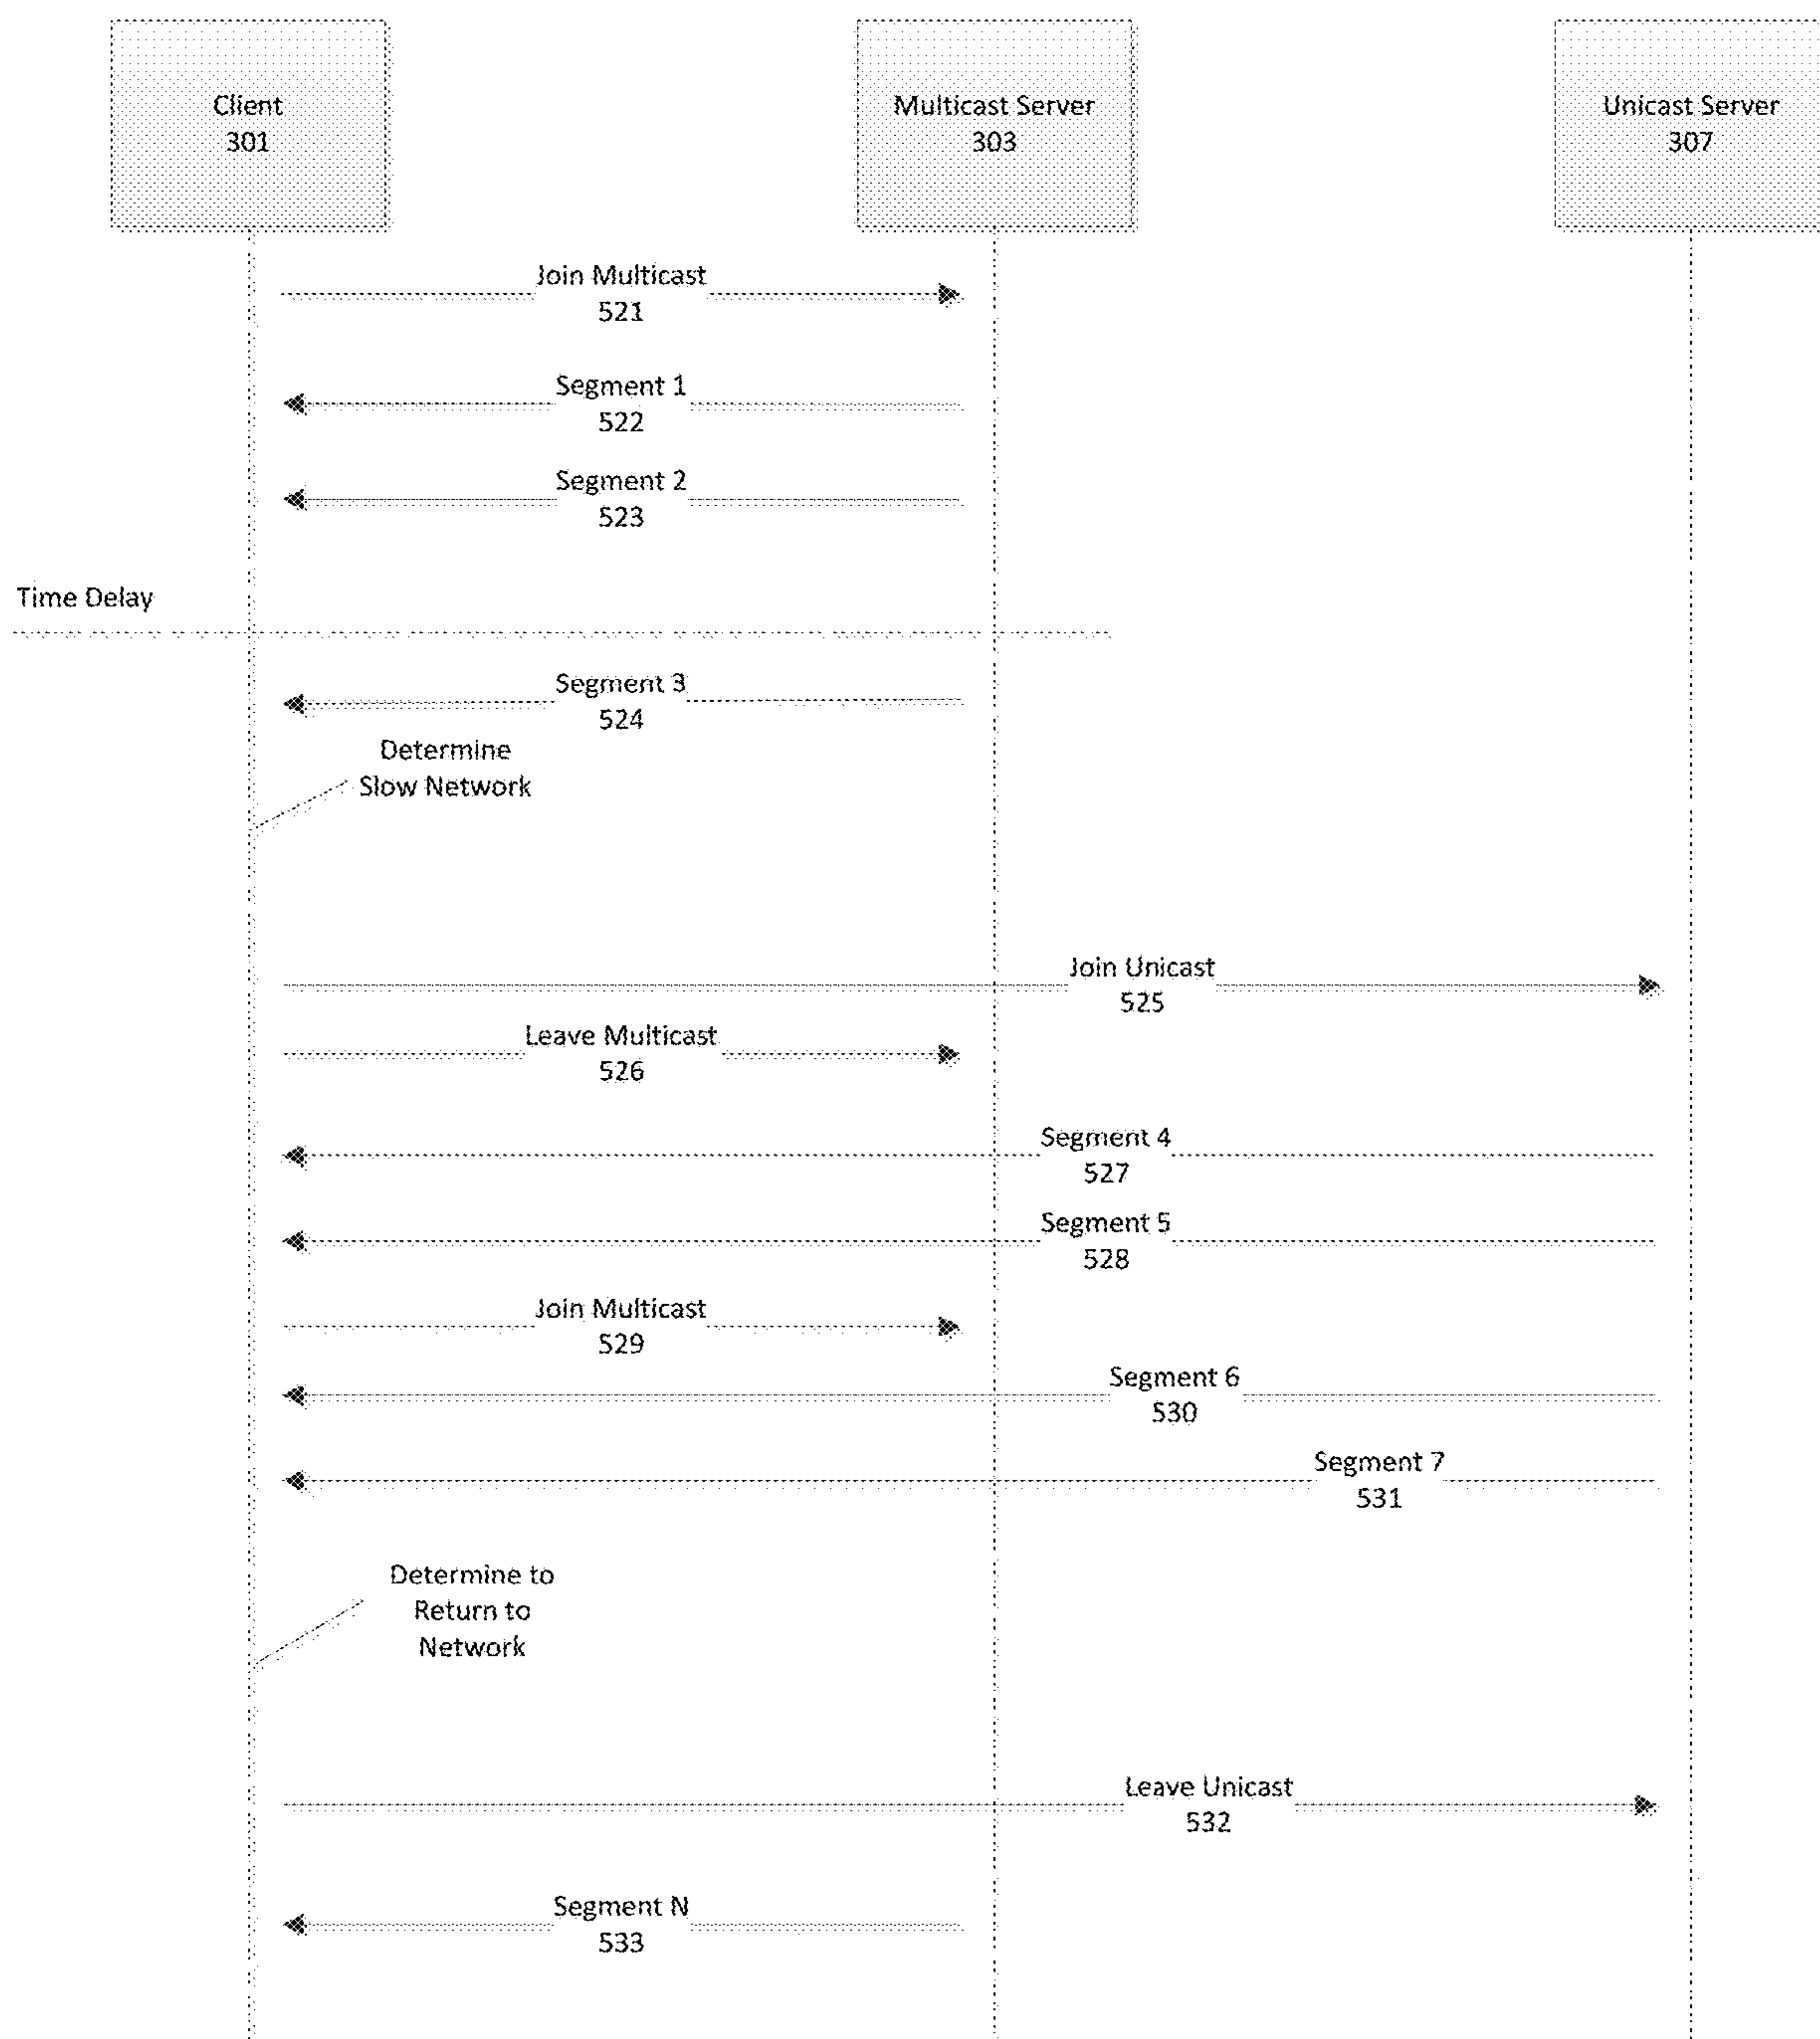 Client
301
Multicast Server
303
Unicast Server
307
Join Multicast
521
Segment 1
522
Segment 2
523
Time Delay
Segment 3
524
Determine
Slow Network
Join Unicast
525
Leave Multicast
526
Segment 4
527
Segment 5
528
Join Multicast
529
Segment 6
530
Segment 7
531
Determine to
Return to
Network
Leave Unicast
532
Segment N
533